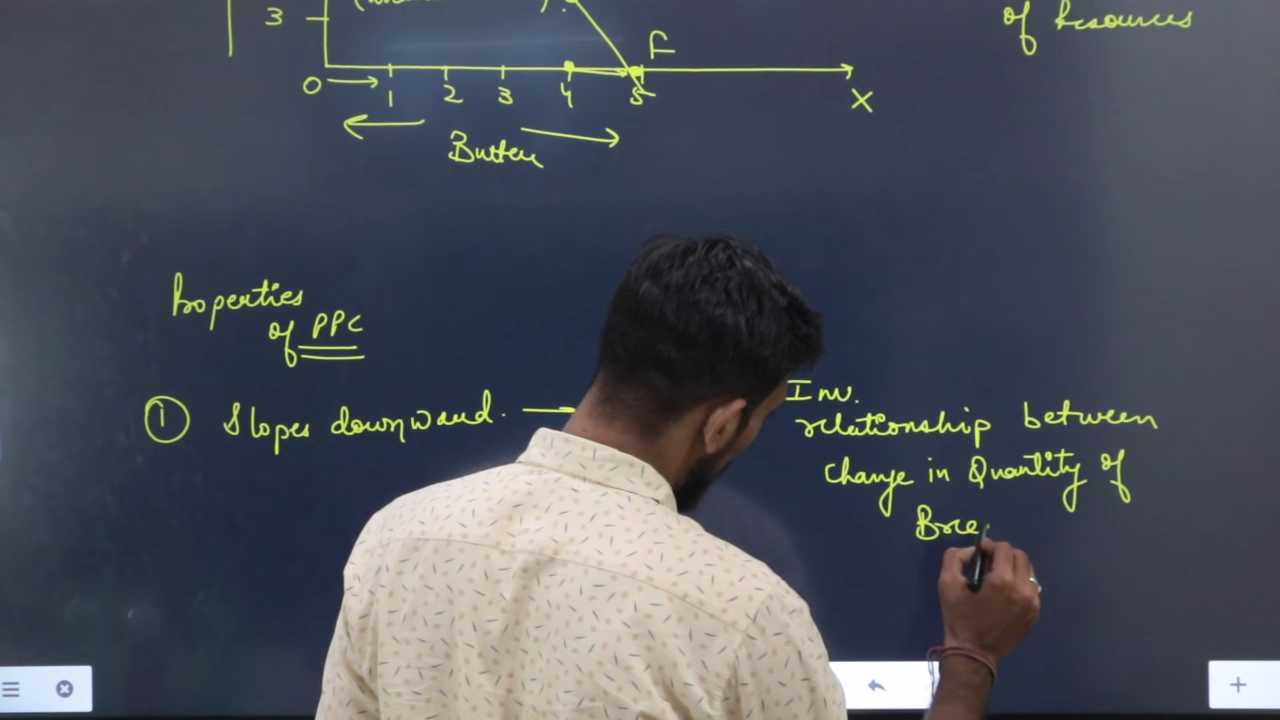 3
of Resources
F
0 1 2 3 4 5 X
Butter
Properties
of PPC
① Slopes downward.
Inv.
relationship between
change in Quantity of
Bre